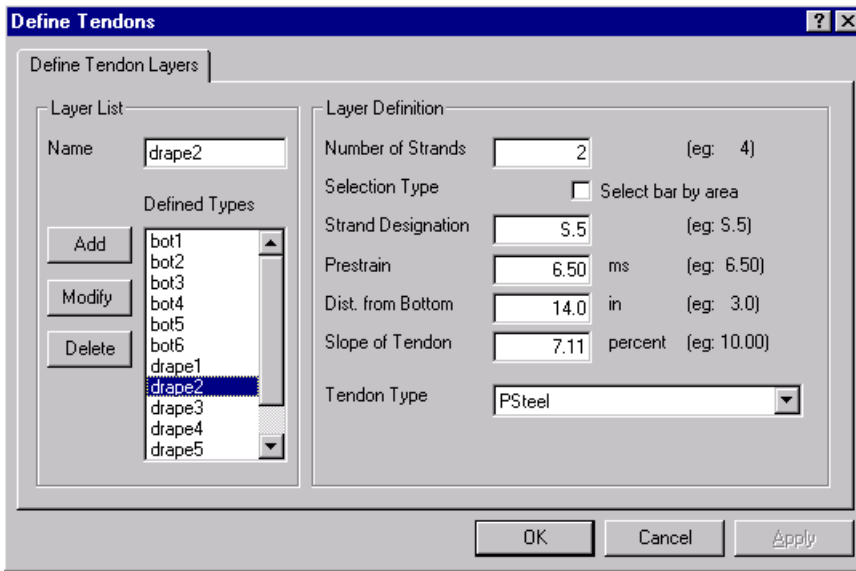 Define Tendons
Define Tendon Layers
Layer List
Name drape2
Defined Types
Add
Modify
Delete
bot1
bot2
bot3
bot4
bot5
bot6
drape1
drape2
drape3
drape4
drape5
Layer Definition
Number of Strands 2 (eg: 4)
Selection Type Select bar by area
Strand Designation S.5 (eg: S.5)
Prestrain 6.50 ms (eg: 6.50)
Dist. from Bottom 14.0 in (eg: 3.0)
Slope of Tendon 7.11 percent (eg: 10.00)
Tendon Type PSteel
OK Cancel Apply